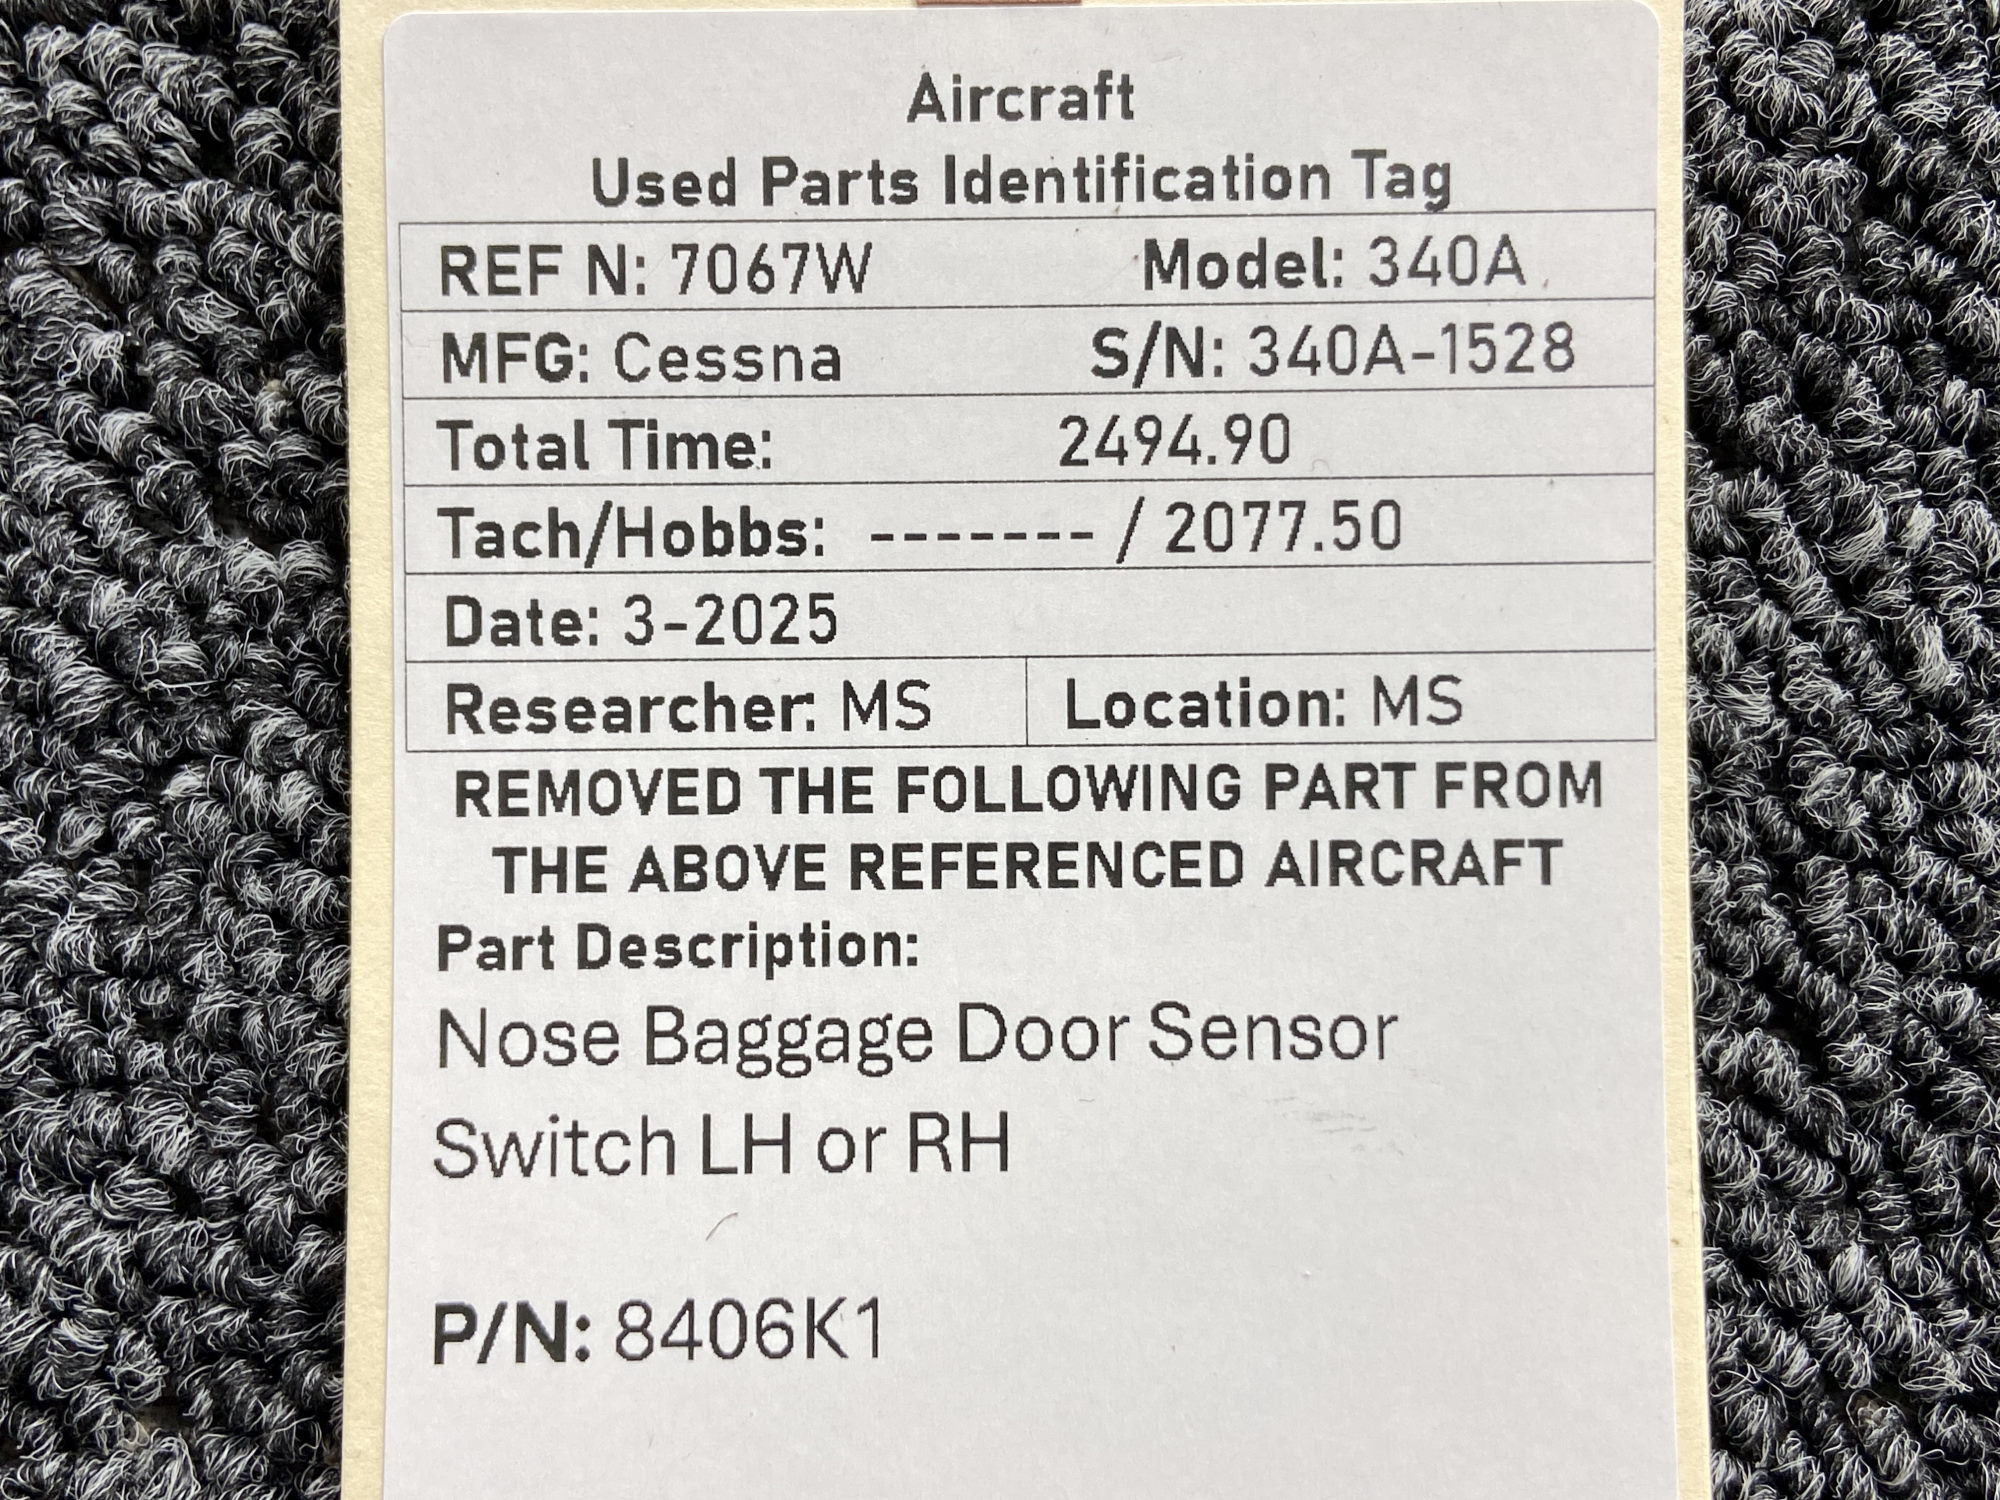 Aircraft
Used Parts Identification Tag
REF N: 7067W Model: 340A
MFG: Cessna S/N: 340A-1528
Total Time: 2494.90
Tach/Hobbs: ------- / 2077.50
Date: 3-2025
Researcher: MS Location: MS
REMOVED THE FOLLOWING PART FROM
THE ABOVE REFERENCED AIRCRAFT
Part Description:
Nose Baggage Door Sensor
Switch LH or RH
P/N: 8406K1